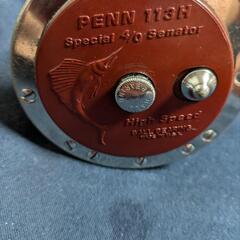 PENN 113H
Special 4/0 Senator
High Speed